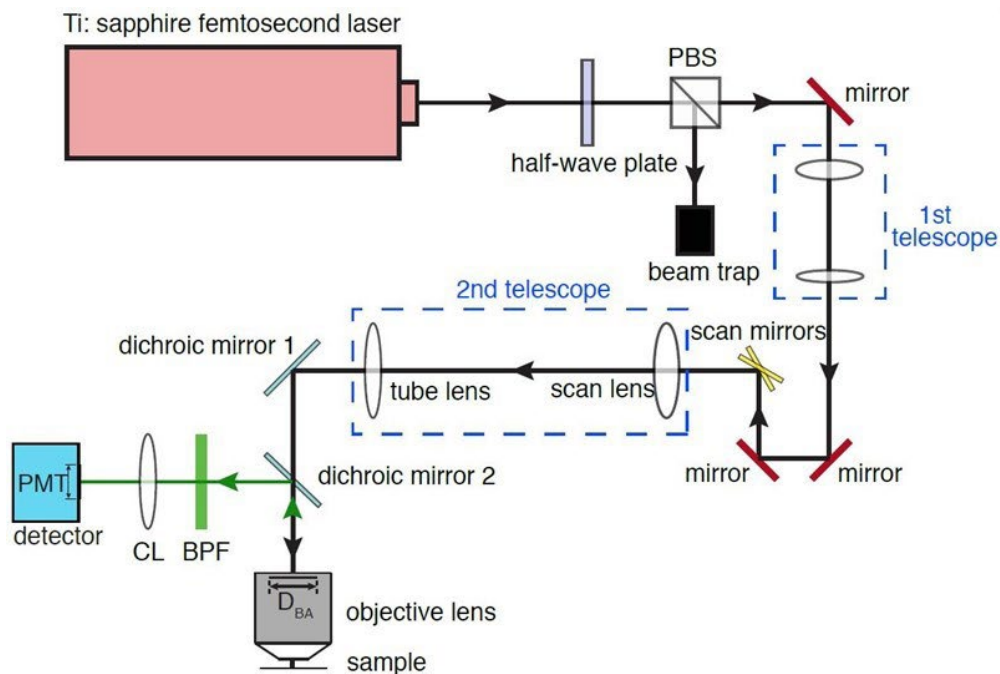 Ti: sapphire femtosecond laser
PBS
mirror
half-wave plate
1st
telescope
beam trap
2nd telescope
scan mirrors
dichroic mirror 1
tube lens
scan lens
mirror
mirror
dichroic mirror 2
PMT
detector
CL
BPF
D_BA
objective lens
sample